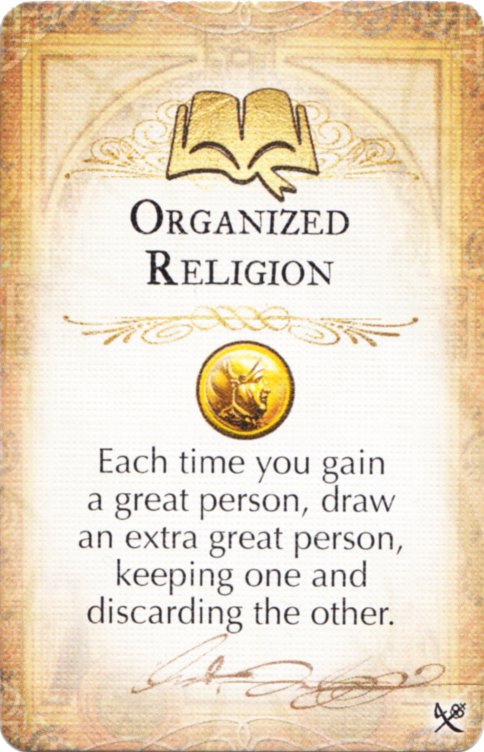 Organized
Religion
Each time you gain
a great person, draw
an extra great person,
keeping one and
discarding the other.